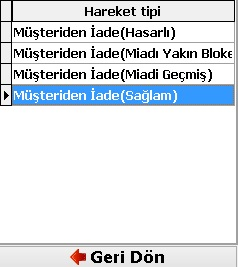 Hareket tipi
Müşteriden İade(Hasarlı)
Müşteriden İade(Miadı Yakın Bloke
Müşteriden İade(Miadi Geçmiş)
Müşteriden İade(Sağlam)
Geri Dön